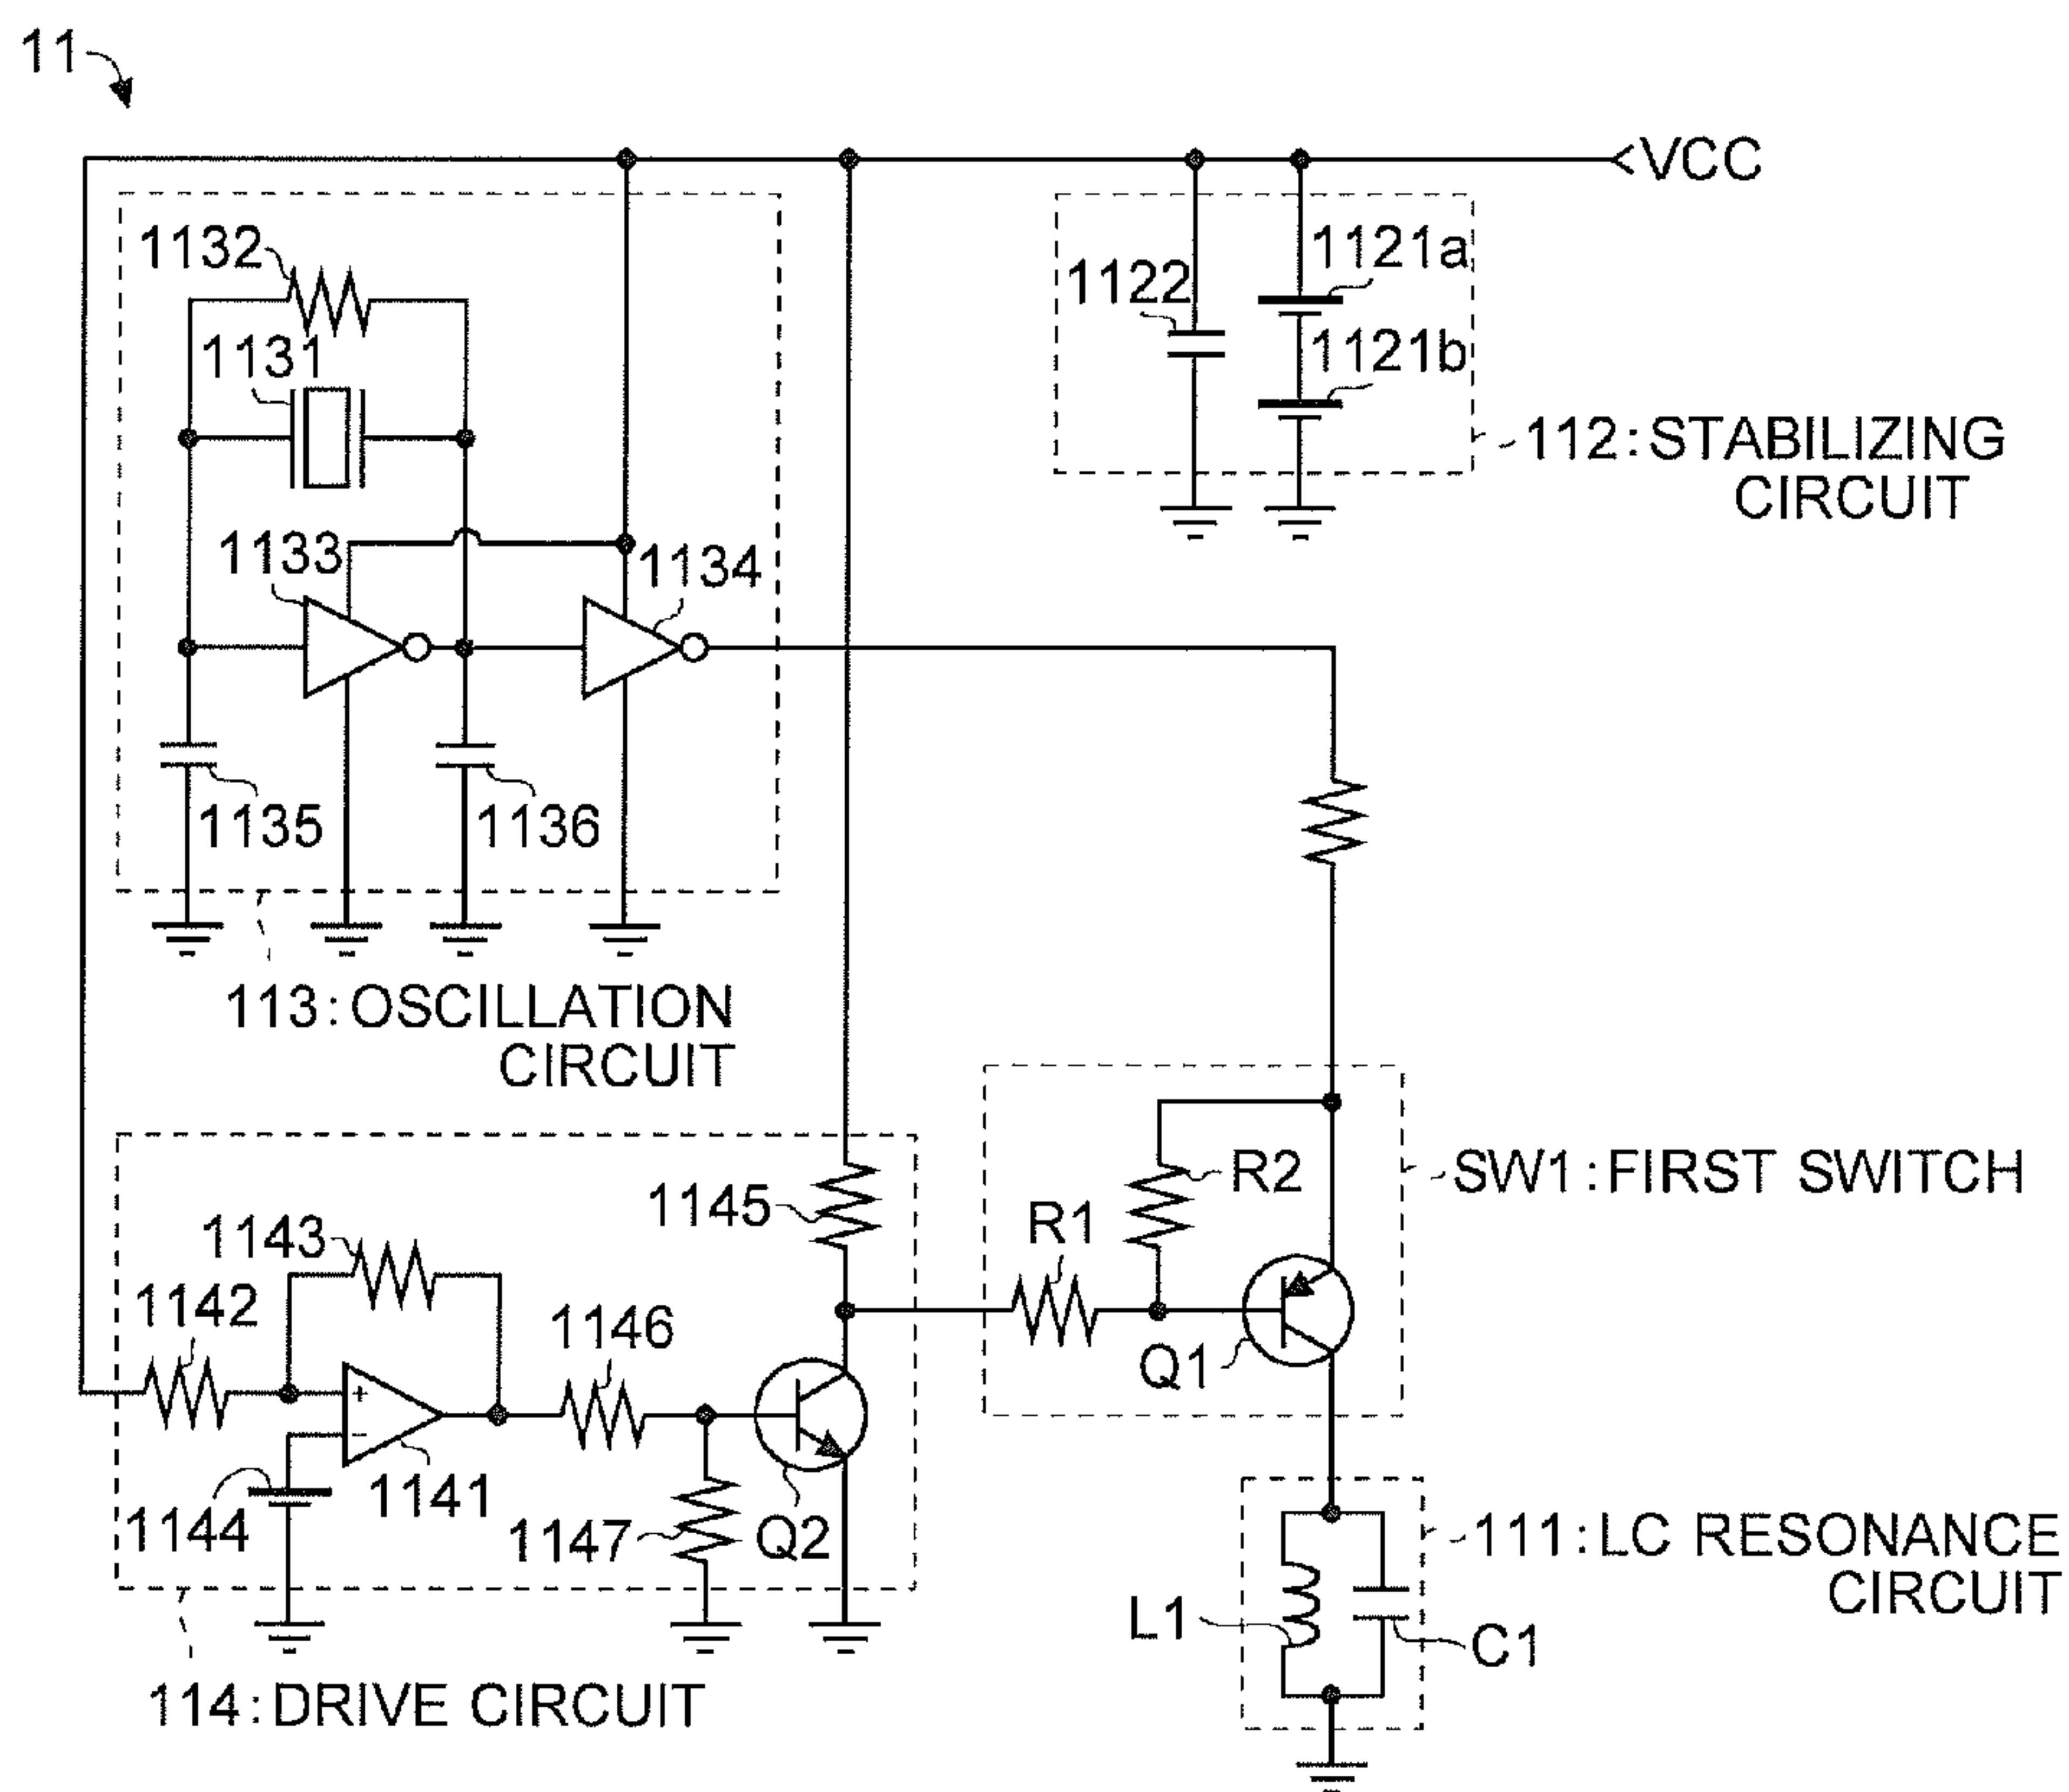 11
VCC
1132
1121a
1122
1131
1121b
112:STABILIZING
CIRCUIT
1133
1134
1135
1136
113:OSCILLATION
CIRCUIT
R2
SW1:FIRST SWITCH
1145
R1
1143
1142
1146
Q1
+
-
1144
1141
1147
Q2
111:LC RESONANCE
CIRCUIT
L1
C1
114:DRIVE CIRCUIT